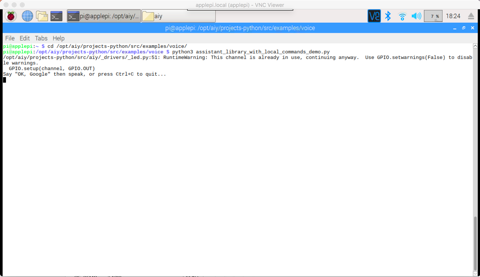 applepi.local (applepi) - VNC Viewer
pi@applepi: /opt/aiy/...
aiy
7 %
18:24
pi@applepi: /opt/aiy/projects-python/src/examples/voice
File Edit Tabs Help
pi@applepi:~ $ cd /opt/aiy/projects-python/src/examples/voice/
pi@applepi:/opt/aiy/projects-python/src/examples/voice $ python3 assistant_library_with_local_commands_demo.py
/opt/aiy/projects-python/src/aiy/_drivers/_led.py:51: RuntimeWarning: This channel is already in use, continuing anyway.  Use GPIO.setwarnings(False) to disab
le warnings.
  GPIO.setup(channel, GPIO.OUT)
Say "OK, Google" then speak, or press Ctrl+C to quit...